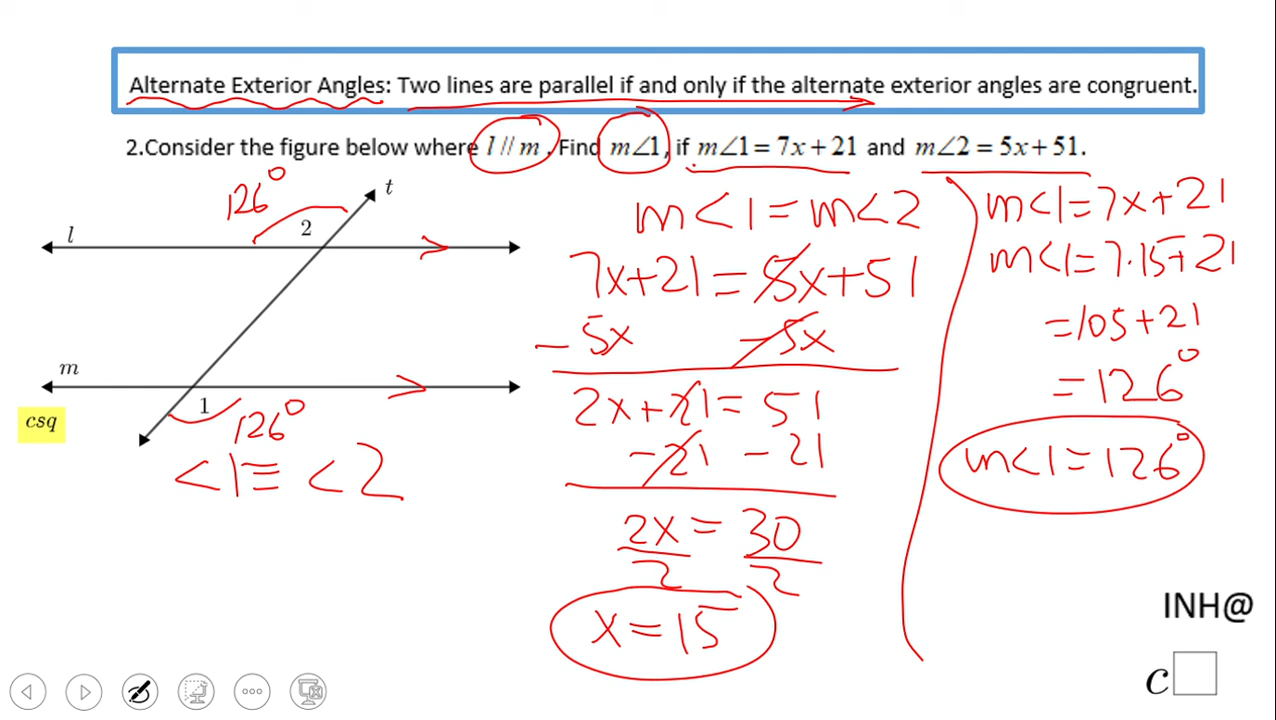 Alternate Exterior Angles: Two lines are parallel if and only if the alternate exterior angles are congruent.
2.Consider the figure below where l // m. Find m∠1, if m∠1 = 7x + 21 and m∠2 = 5x + 51.
126°
t
2
l
m
1
126°
csq
<1 ≅ <2
m<1 = m<2
7x+21 = 5x+51
- 5x - 5x
2x+21 = 51
- 21 - 21
2x = 30
2 2
x = 15
m<1 = 7x+21
m<1 = 7·15+21
= 105+21
= 126°
m<1 = 126°
INH@
c